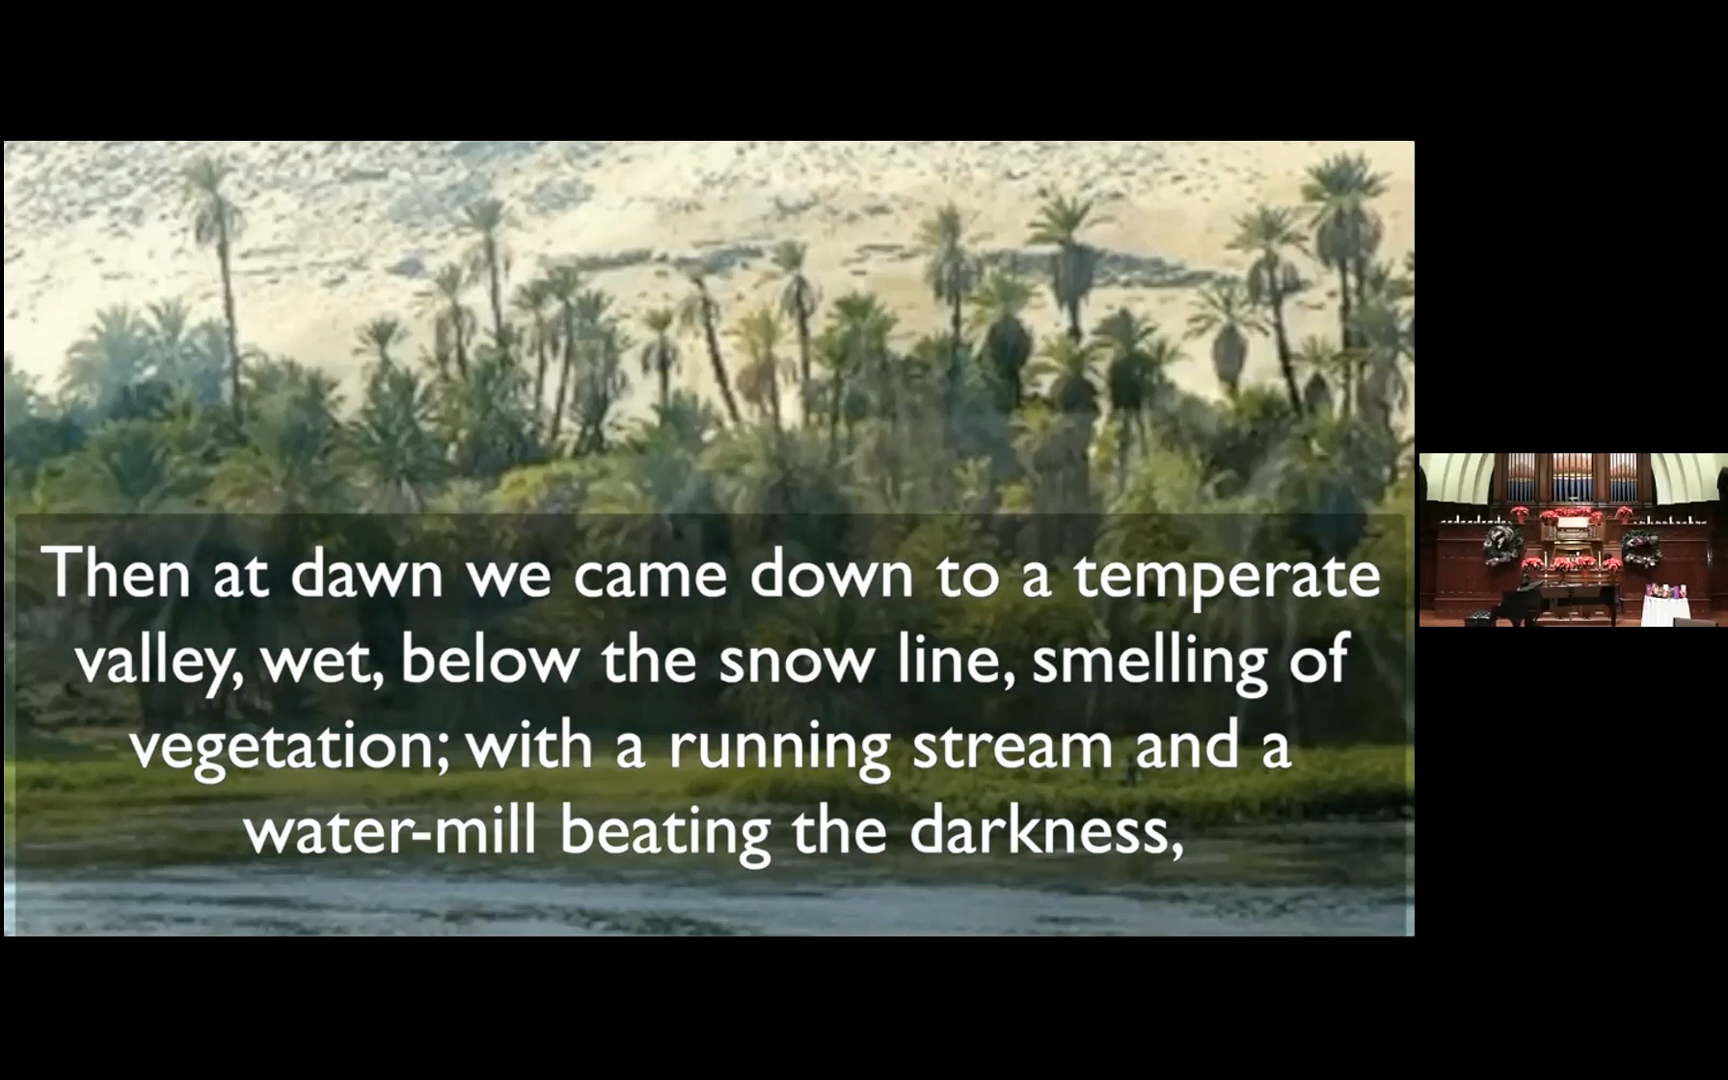 Then at dawn we came down to a temperate
valley, wet, below the snow line, smelling of
vegetation; with a running stream and a
water-mill beating the darkness,